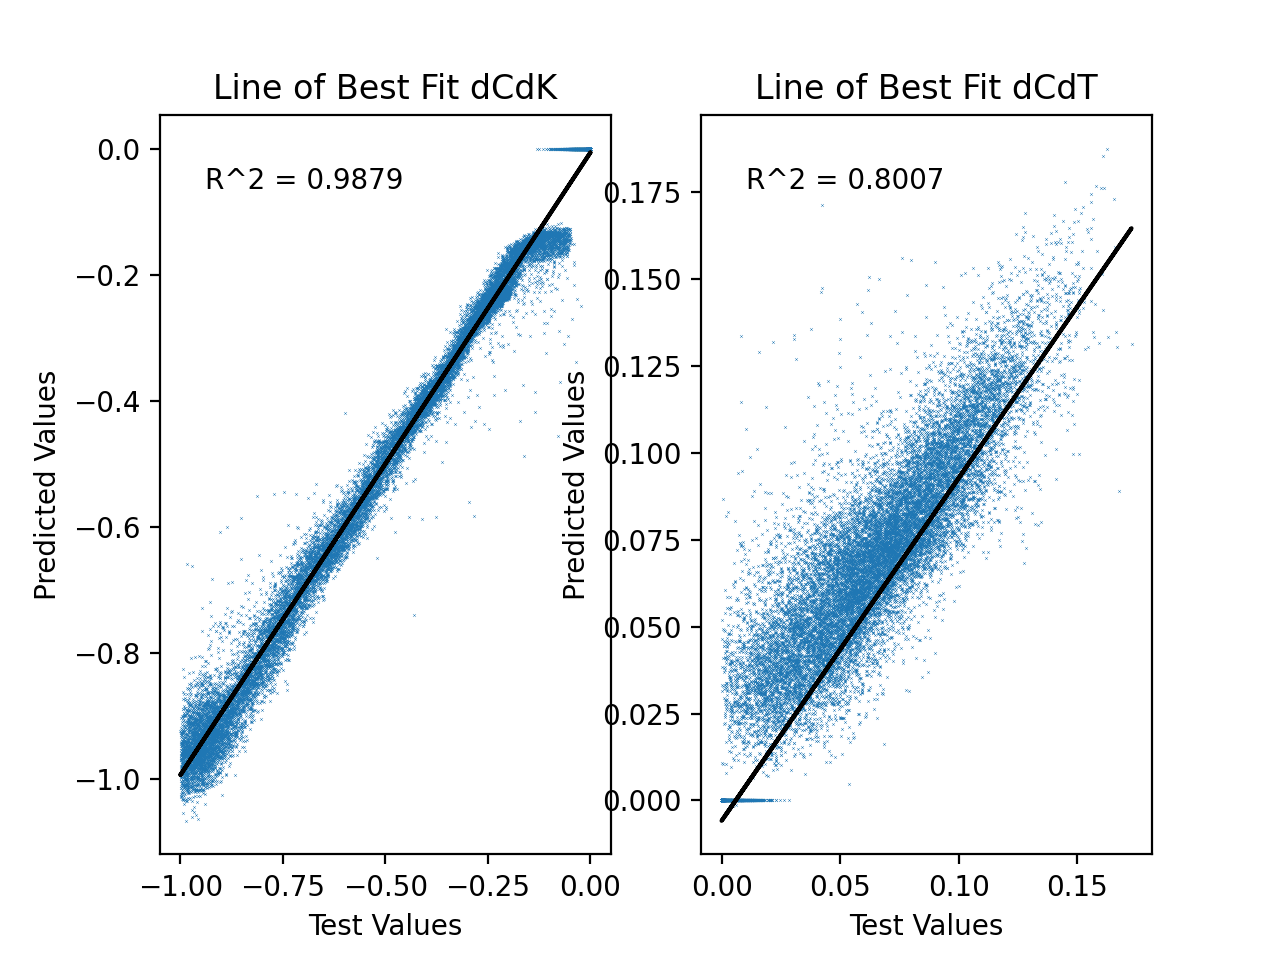 Line of Best Fit dCdK
R^2 = 0.9879
Predicted Values
0.0
−0.2
−0.4
−0.6
−0.8
−1.0
−1.00 −0.75 −0.50 −0.25 0.00
Test Values
Line of Best Fit dCdT
R^2 = 0.8007
Predicted Values
0.175
0.150
0.125
0.100
0.075
0.050
0.025
0.000
0.00 0.05 0.10 0.15
Test Values